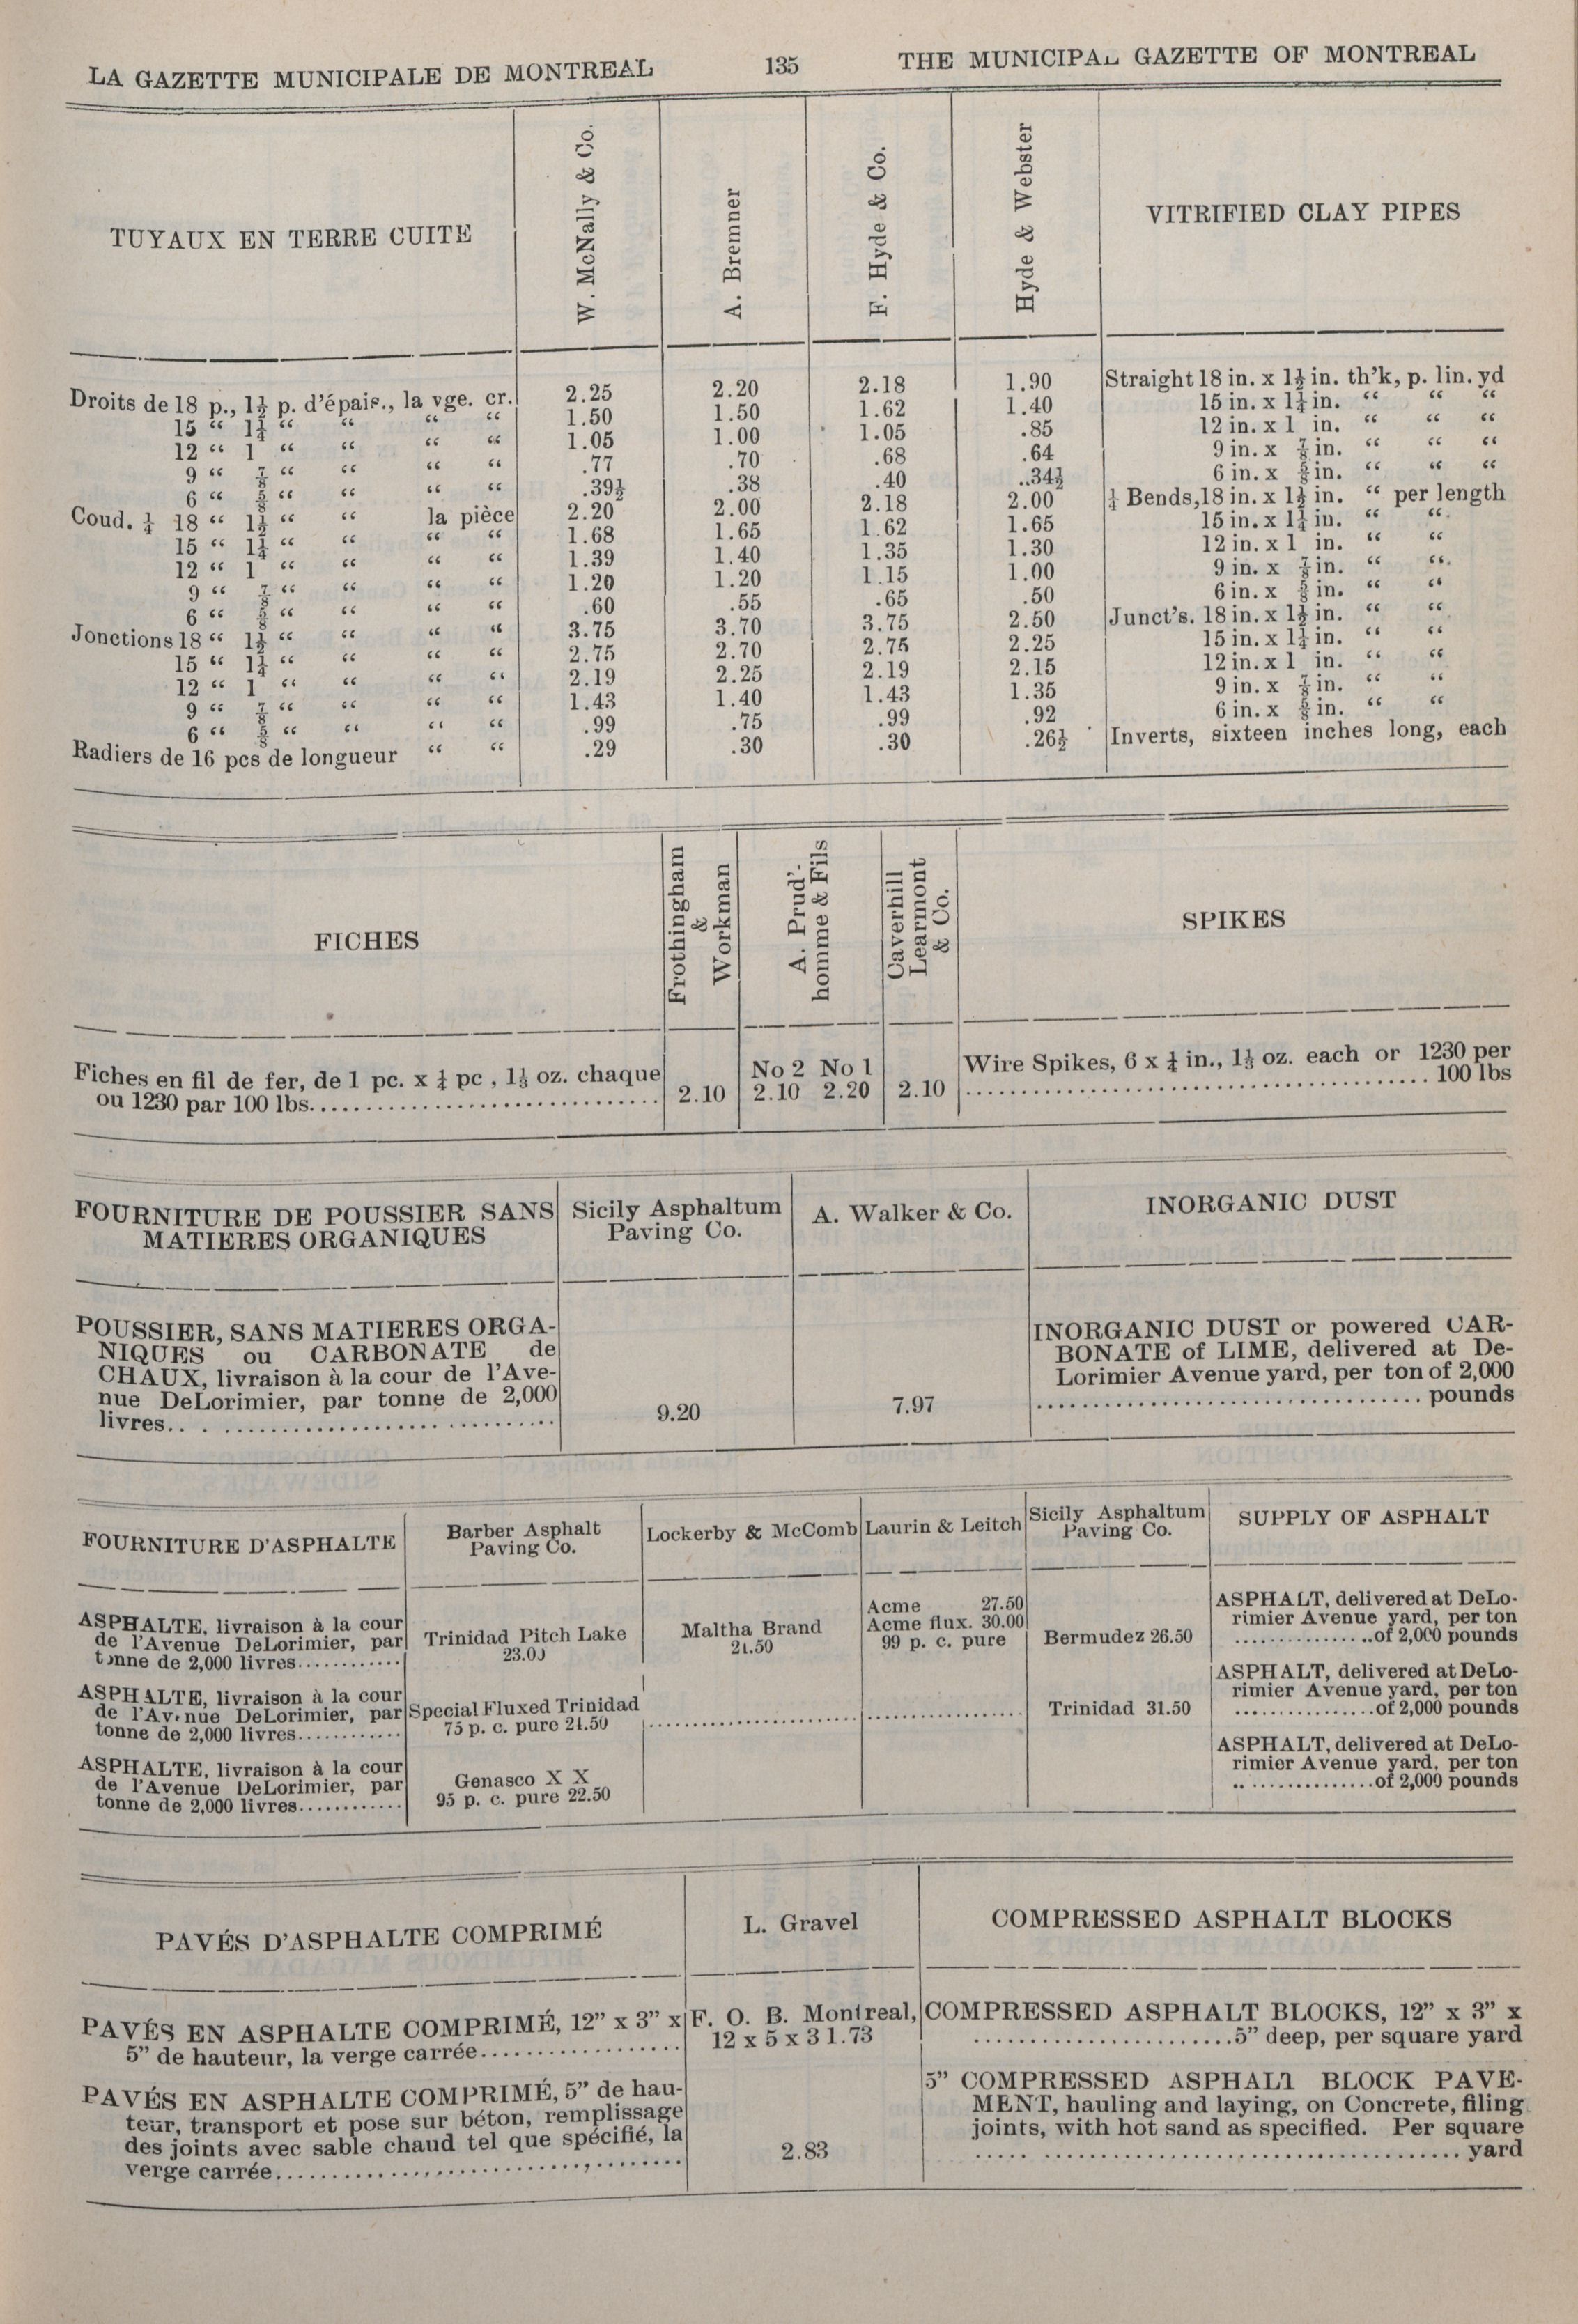 LA GAZETTE MUNICIPALE DE MONTREAL 135 THE MUNICIPAL GAZETTE OF MONTREAL
TUYAUX EN TERRE CUITE
W. McNally & Co.
A. Bremner
F. Hyde & Co.
Hyde & Webster
VITRIFIED CLAY PIPES
Droits de 18 p., 1½ p. d'épais., la vge. cr. 2.25 2.20 2.18 1.90 Straight 18 in. x 1½ in. th'k, p. lin. yd
15 “ 1¼ “ “ “ “ 1.50 1.50 1.62 1.40 15 in. x 1¼ in. “ “ “
12 “ 1 “ “ “ “ 1.05 1.00 1.05 .85 12 in. x 1 in. “ “ “
9 “ ⅞ “ “ “ “ .77 .70 .68 .64 9 in. x ⅞ in. “ “ “
6 “ ⅝ “ “ “ “ .39½ .38 .40 ..34½ 6 in. x ⅝ in. “ “ “
Coud. ¼ 18 “ 1½ “ “ la pièce 2.20 2.00 2.18 2.00 ¼ Bends, 18 in. x 1½ in. “ per length
15 “ 1¼ “ “ “ “ 1.68 1.65 1.62 1.65 15 in. x 1¼ in. “ “
12 “ 1 “ “ “ “ 1.39 1.40 1.35 1.30 12 in. x 1 in. “ “
9 “ ⅞ “ “ “ “ 1.20 1.20 1.15 1.00 9 in. x ⅞ in. “ “
6 “ ⅝ “ “ “ “ .60 .55 .65 .50 6 in. x ⅝ in. “ “
Jonctions 18 “ 1½ “ “ “ “ 3.75 3.70 3.75 2.50 Junct's. 18 in. x 1½ in. “ “
15 “ 1¼ “ “ “ “ 2.75 2.70 2.75 2.25 15 in. x 1¼ in. “ “
12 “ 1 “ “ “ “ 2.19 2.25 2.19 2.15 12 in. x 1 in. “ “
9 “ ⅞ “ “ “ “ 1.43 1.40 1.43 1.35 9 in. x ⅞ in. “ “
6 “ ⅝ “ “ “ “ .99 .75 .99 .92 6 in. x ⅝ in. “ “
Radiers de 16 pcs de longueur “ “ .29 .30 .30 .26½ Inverts, sixteen inches long, each
FICHES
Frothingham
&
Workman
A. Prud'-
homme & Fils
Caverhill
Learmont
& Co.
SPIKES
Fiches en fil de fer, de 1 pc. x ¼ pc , 1⅓ oz. chaque No 2 No 1 Wire Spikes, 6 x ¼ in., 1⅓ oz. each or 1230 per
ou 1230 par 100 lbs.............................. 2.10 2.10 2.20 2.10 ......................................... 100 lbs
FOURNITURE DE POUSSIER SANS
MATIERES ORGANIQUES
Sicily Asphaltum
Paving Co.
A. Walker & Co.
INORGANIC DUST
POUSSIER, SANS MATIERES ORGA-
NIQUES ou CARBONATE de
CHAUX, livraison à la cour de l'Ave-
nue DeLorimier, par tonne de 2,000
livres.. . .................................
9.20
7.97
INORGANIC DUST or powered CAR-
BONATE of LIME, delivered at De-
Lorimier Avenue yard, per ton of 2,000
................................. pounds
FOURNITURE D'ASPHALTE
Barber Asphalt
Paving Co.
Lockerby & McComb
Laurin & Leitch
Sicily Asphaltum
Paving Co.
SUPPLY OF ASPHALT
ASPHALTE, livraison à la cour
de l'Avenue DeLorimier, par
tonne de 2,000 livres............
Trinidad Pitch Lake
23.00
Maltha Brand
21.50
Acme 27.50
Acme flux. 30.00
99 p. c. pure
Bermudez 26.50
ASPHALT, delivered at DeLo-
rimier Avenue yard, per ton
................of 2,000 pounds
ASPHALTE, livraison à la cour
de l'Avenue DeLorimier, par
tonne de 2,000 livres............
Special Fluxed Trinidad
75 p. c. pure 21.50
.......................
.................
Trinidad 31.50
ASPHALT, delivered at DeLo-
rimier Avenue yard, per ton
................of 2,000 pounds
ASPHALTE, livraison à la cour
de l'Avenue DeLorimier, par
tonne de 2,000 livres............
Genasco X X
95 p. c. pure 22.50
ASPHALT, delivered at DeLo-
rimier Avenue yard, per ton
.. ...............of 2,000 pounds
PAVÉS D'ASPHALTE COMPRIMÉ
L. Gravel
COMPRESSED ASPHALT BLOCKS
PAVÉS EN ASPHALTE COMPRIMÉ, 12” x 3” x
5” de hauteur, la verge carrée..................
F. O. B. Montreal,
12 x 5 x 3 1.73
COMPRESSED ASPHALT BLOCKS, 12” x 3” x
.......................5” deep, per square yard
PAVÉS EN ASPHALTE COMPRIMÉ, 5” de hau-
teur, transport et pose sur béton, remplissage
des joints avec sable chaud tel que spécifié, la
verge carrée....................................
2.83
5” COMPRESSED ASPHALT BLOCK PAVE-
MENT, hauling and laying, on Concrete, filing
joints, with hot sand as specified. Per square
..... ..................................... yard